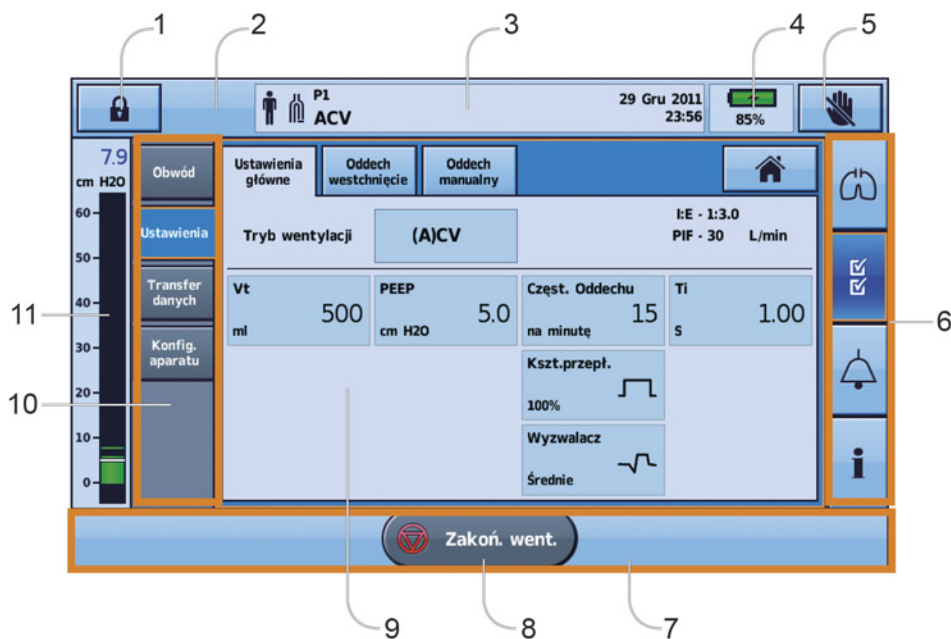 1
2
3
4
5
P1
ACV
29 Gru 2011
23:56
85%
7.9
cm H2O
60
50
40
30
20
10
0
Obwód
Ustawienia
Transfer
danych
Konfig.
aparatu
Ustawienia
główne
Oddech
westchnięcie
Oddech
manualny
Tryb wentylacji
(A)CV
I:E - 1:3.0
PIF - 30 L/min
Vt
500
ml
PEEP
5.0
cm H2O
Częst. Oddechu
15
na minutę
Ti
1.00
S
Kszt.przepł.
100%
Wyzwalacz
Średnie
i
Zakoń. went.
11
10
6
9
8
7